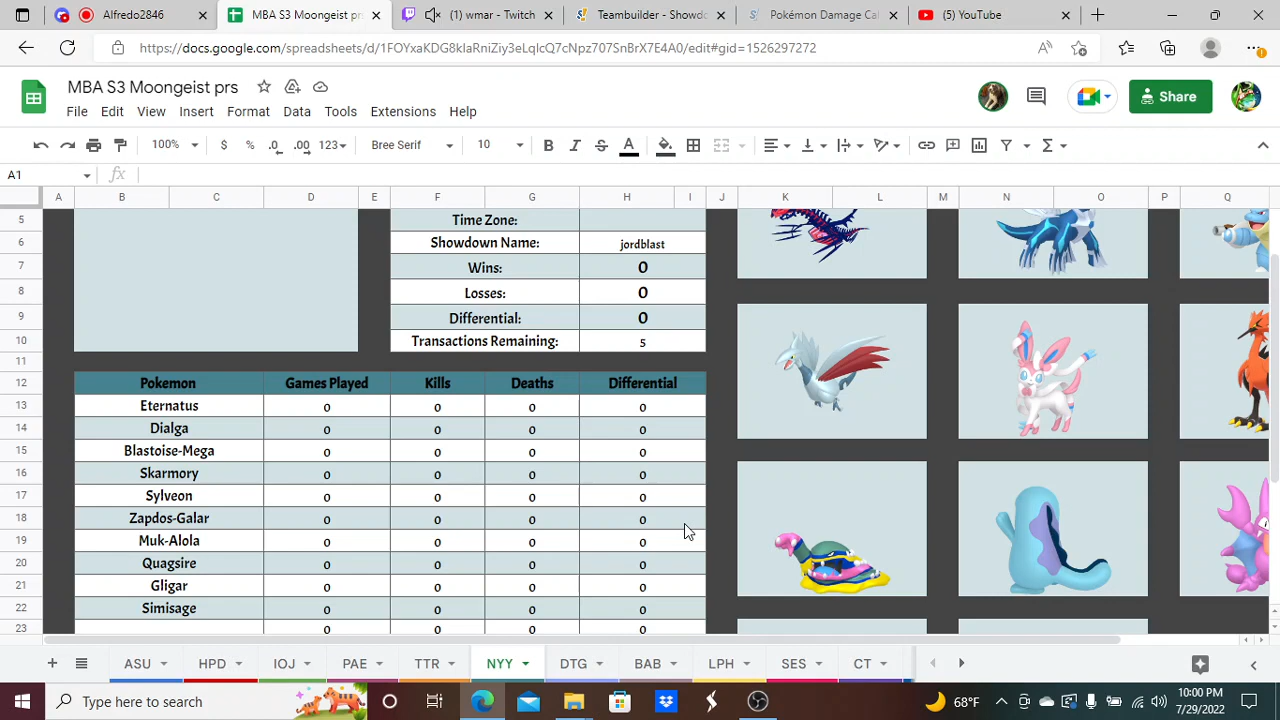 Alfredo2846
MBA S3 Moongeist prs
(1) wmar - Twitch
Teambuilder - Showdo
Pokémon Damage Cal
(5) YouTube
https://docs.google.com/spreadsheets/d/1FOYxaKDG8kIaRniZiy3eLqIcQ7cNpz707SnBrX7E4A0/edit#gid=1526297272
MBA S3 Moongeist prs
File Edit View Insert Format Data Tools Extensions Help
Share
100% $ % .0 .00 123 Bree Serif 10
A1
A B C D E F G H I J K L M N O P Q
5 Time Zone:
6 Showdown Name: jordblast
7 Wins: 0
8 Losses: 0
9 Differential: 0
10 Transactions Remaining: 5
11
12 Pokemon Games Played Kills Deaths Differential
13 Eternatus 0 0 0 0
14 Dialga 0 0 0 0
15 Blastoise-Mega 0 0 0 0
16 Skarmory 0 0 0 0
17 Sylveon 0 0 0 0
18 Zapdos-Galar 0 0 0 0
19 Muk-Alola 0 0 0 0
20 Quagsire 0 0 0 0
21 Gligar 0 0 0 0
22 Simisage 0 0 0 0
23 0 0 0 0
ASU HPD IOJ PAE TTR NYY DTG BAB LPH SES CT
Type here to search
68°F
10:00 PM
7/29/2022